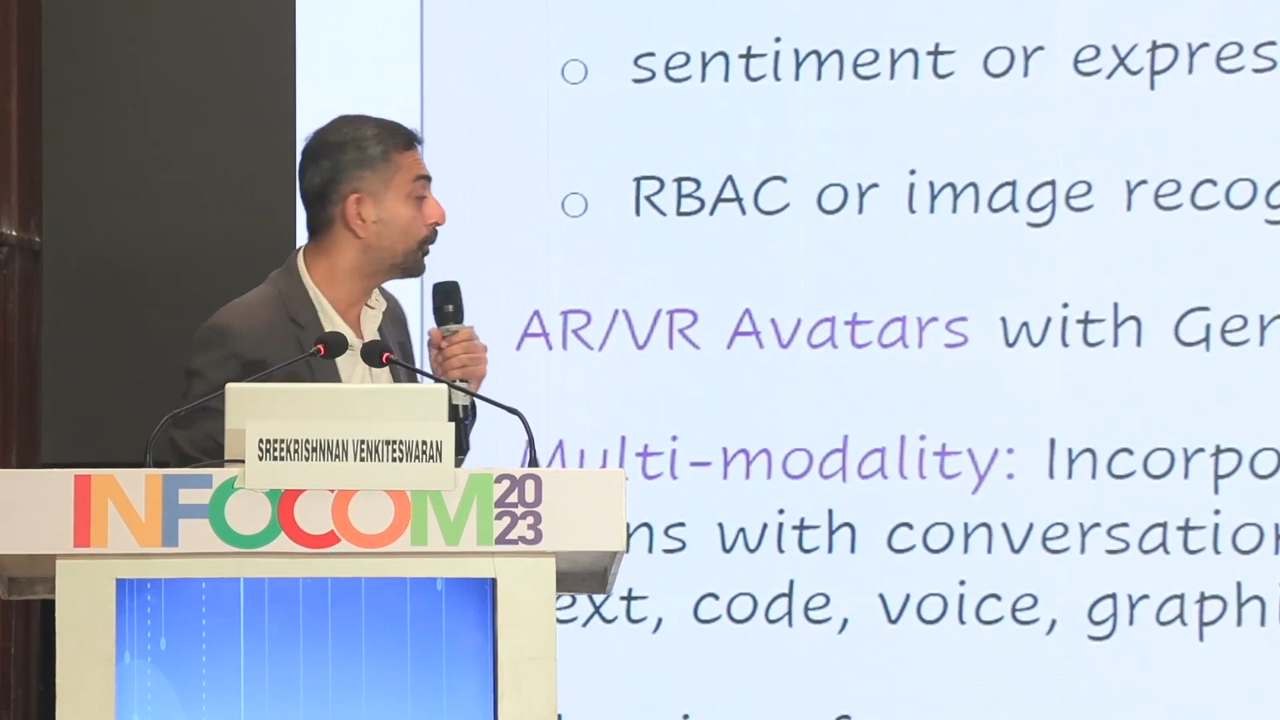 sentiment or expres
RBAC or image recog
AR/VR Avatars with Ger
Multi-modality: Incorpo
ns with conversation
ext, code, voice, graphi
SREEKRISHNNAN VENKITESWARAN
INFOCOM 2023